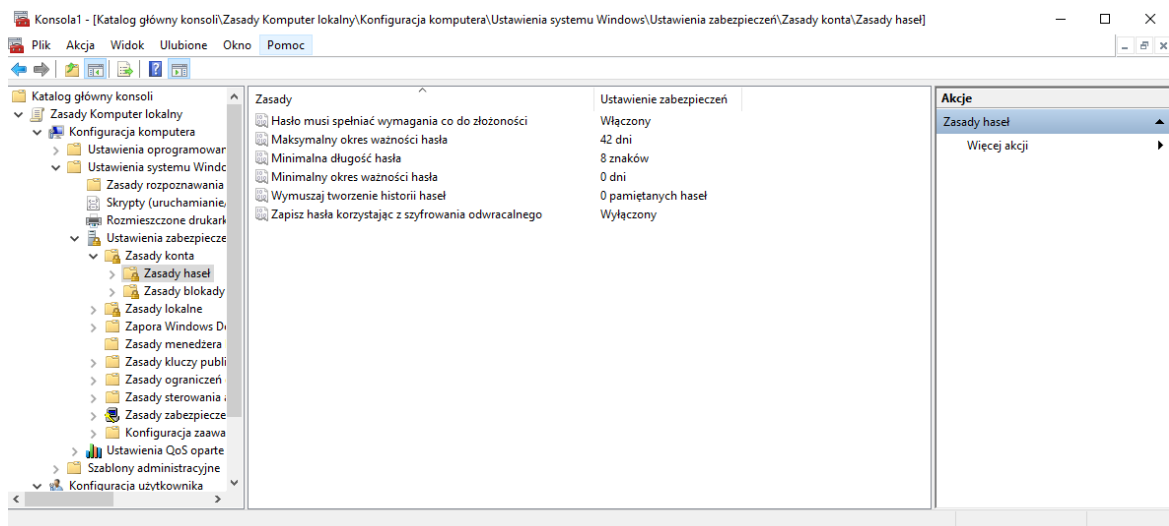 Konsola1 - [Katalog główny konsoli\Zasady Komputer lokalny\Konfiguracja komputera\Ustawienia systemu Windows\Ustawienia zabezpieczeń\Zasady konta\Zasady haseł]
Plik Akcja Widok Ulubione Okno Pomoc
Katalog główny konsoli
Zasady Komputer lokalny
Konfiguracja komputera
Ustawienia oprogramowar
Ustawienia systemu Windc
Zasady rozpoznawania
Skrypty (uruchamianie,
Rozmieszczone drukark
Ustawienia zabezpiecze
Zasady konta
Zasady haseł
Zasady blokady
Zasady lokalne
Zapora Windows De
Zasady menedżera
Zasady kluczy publi
Zasady ograniczeń
Zasady sterowania a
Zasady zabezpiecze
Konfiguracja zaawa
Ustawienia QoS oparte
Szablony administracyjne
Konfiguracja użytkownika
Zasady Ustawienie zabezpieczeń
Hasło musi spełniać wymagania co do złożoności Włączony
Maksymalny okres ważności hasła 42 dni
Minimalna długość hasła 8 znaków
Minimalny okres ważności hasła 0 dni
Wymuszaj tworzenie historii haseł 0 pamiętanych haseł
Zapisz hasła korzystając z szyfrowania odwracalnego Wyłączony
Akcje
Zasady haseł
Więcej akcji